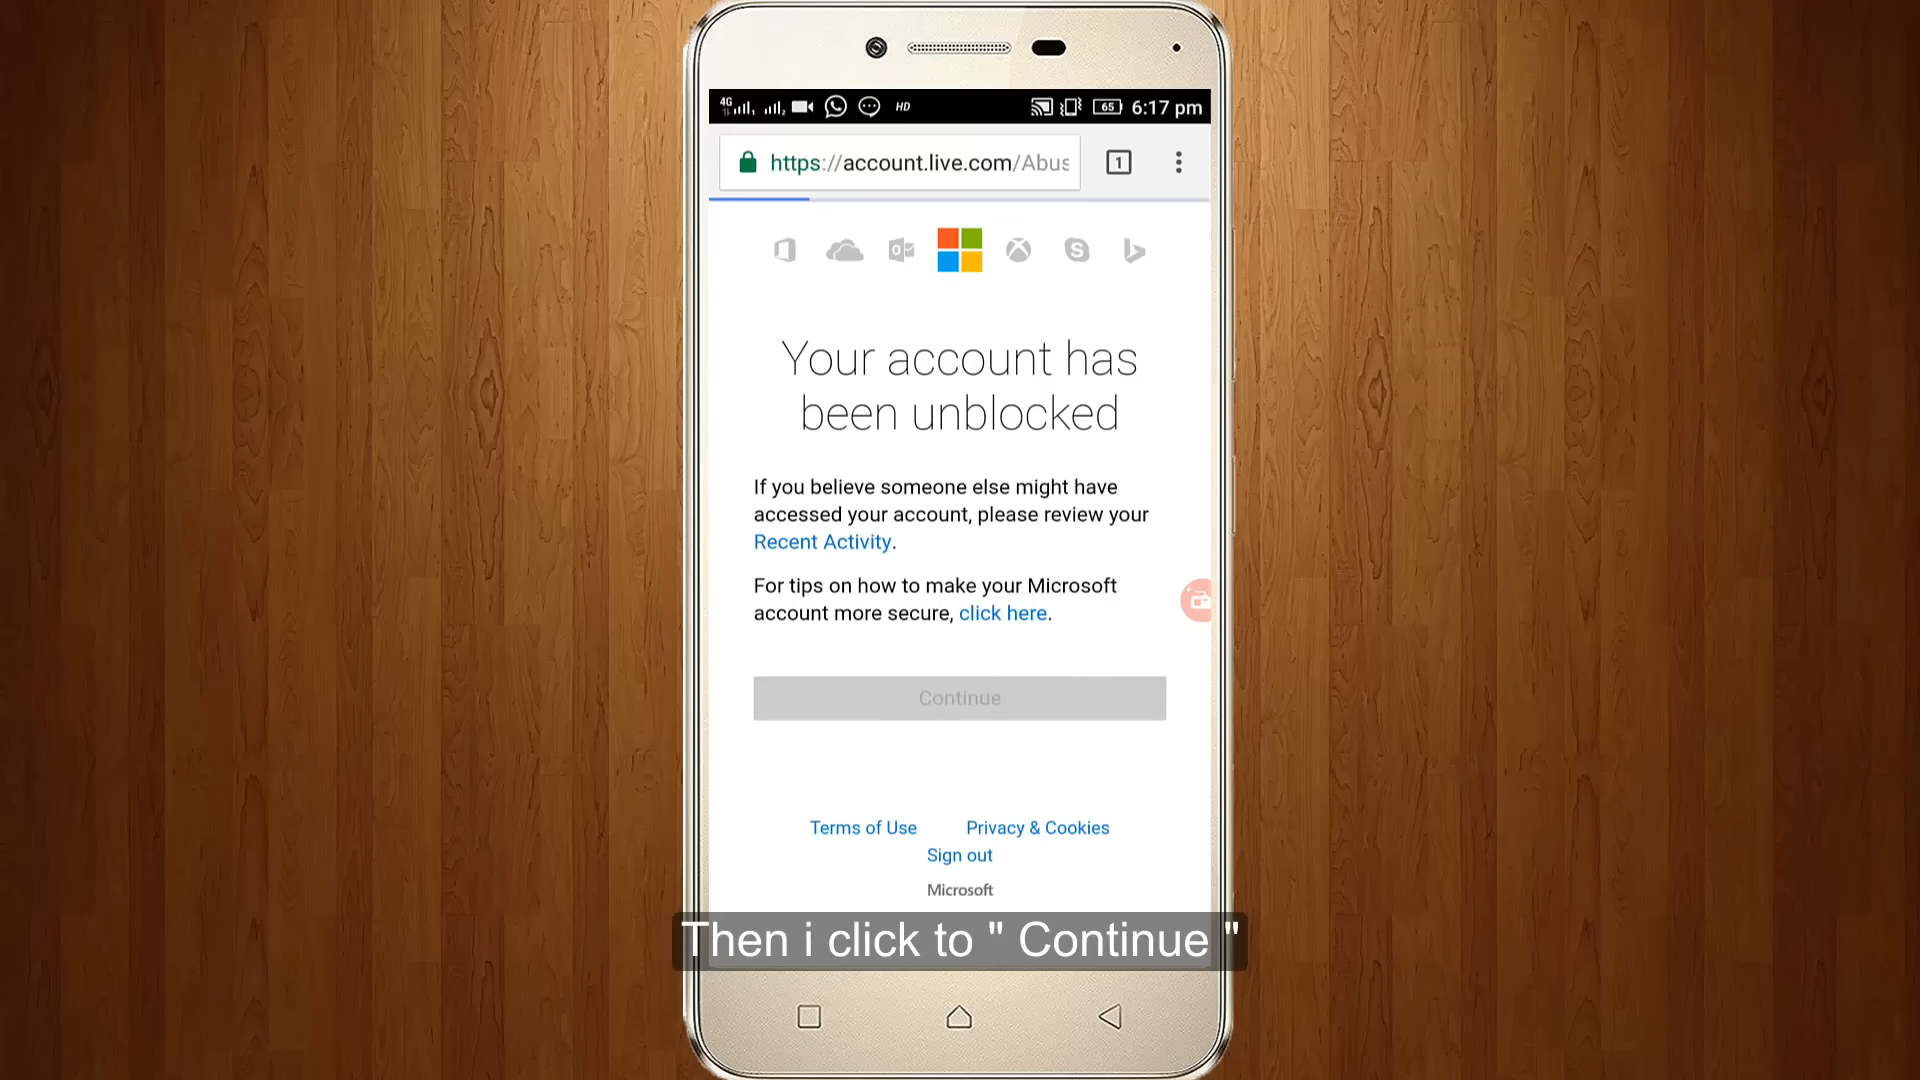 4G HD 65 6:17 pm
https://account.live.com/Abus
1
Your account has
been unblocked
If you believe someone else might have
accessed your account, please review your
Recent Activity.
For tips on how to make your Microsoft
account more secure, click here.
Continue
Terms of Use Privacy & Cookies
Sign out
Microsoft
Then i click to " Continue "